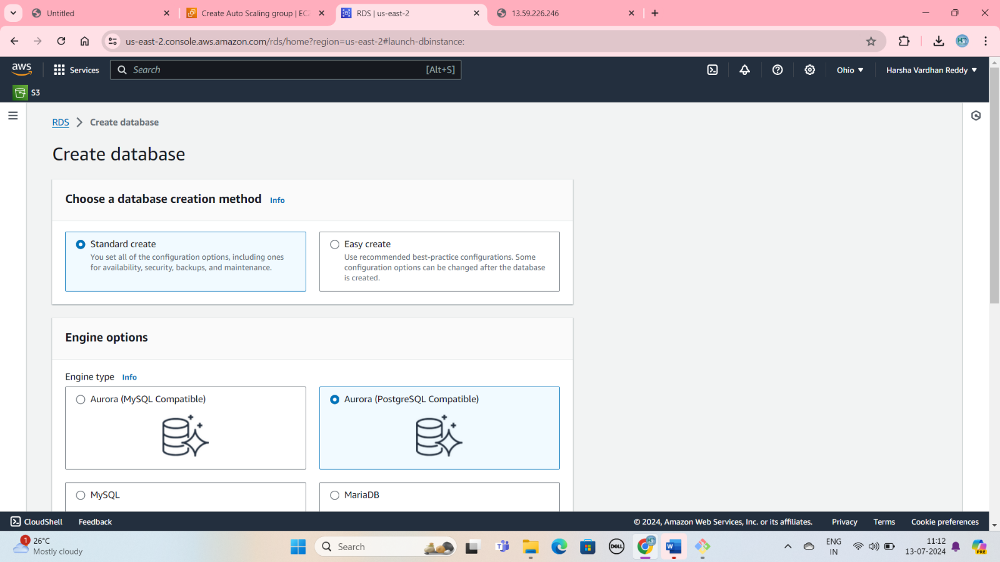 Untitled
Create Auto Scaling group | EC2
RDS | us-east-2
13.59.226.246
us-east-2.console.aws.amazon.com/rds/home?region=us-east-2#launch-dbinstance:
aws
Services
Search
[Alt+S]
Ohio
Harsha Vardhan Reddy
S3
RDS
Create database
Create database
Choose a database creation method
Info
Standard create
You set all of the configuration options, including ones
for availability, security, backups, and maintenance.
Easy create
Use recommended best-practice configurations. Some
configuration options can be changed after the database
is created.
Engine options
Engine type
Info
Aurora (MySQL Compatible)
Aurora (PostgreSQL Compatible)
MySQL
MariaDB
CloudShell
Feedback
© 2024, Amazon Web Services, Inc. or its affiliates.
Privacy
Terms
Cookie preferences
1
26°C
Mostly cloudy
Search
DELL
W
ENG
IN
11:12
13-07-2024
PRE